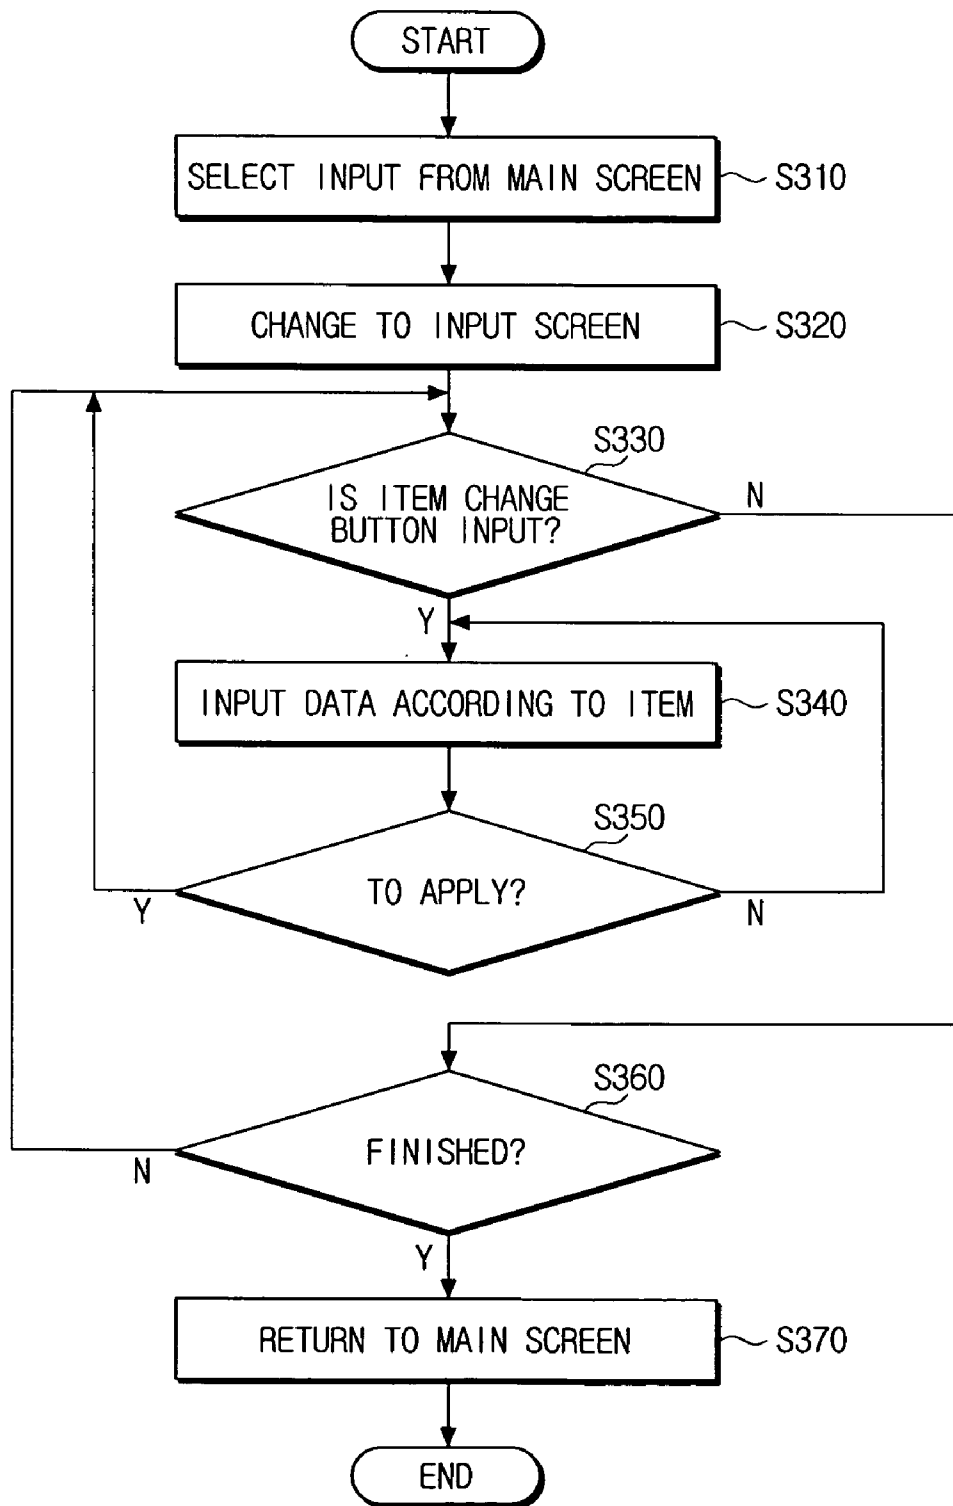 START
SELECT INPUT FROM MAIN SCREEN
S310
CHANGE TO INPUT SCREEN
S320
S330
IS ITEM CHANGE
BUTTON INPUT?
N
Y
INPUT DATA ACCORDING TO ITEM
S340
S350
TO APPLY?
Y
N
S360
FINISHED?
N
Y
RETURN TO MAIN SCREEN
S370
END